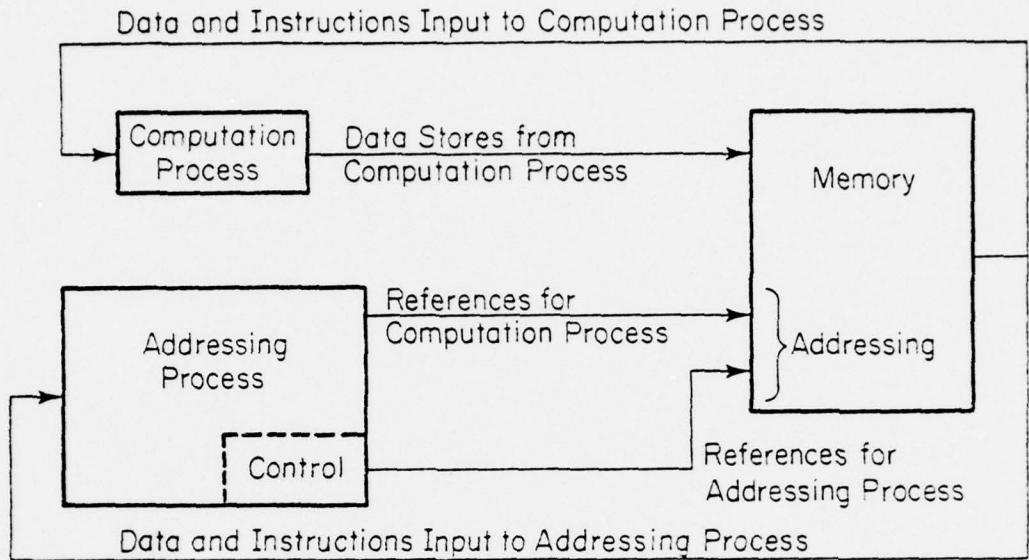 Data and Instructions Input to Computation Process
Computation
Process
Data Stores from
Computation Process
Memory
References for
Computation Process
Addressing
Process
Addressing
Control
References for
Addressing Process
Data and Instructions Input to Addressing Process